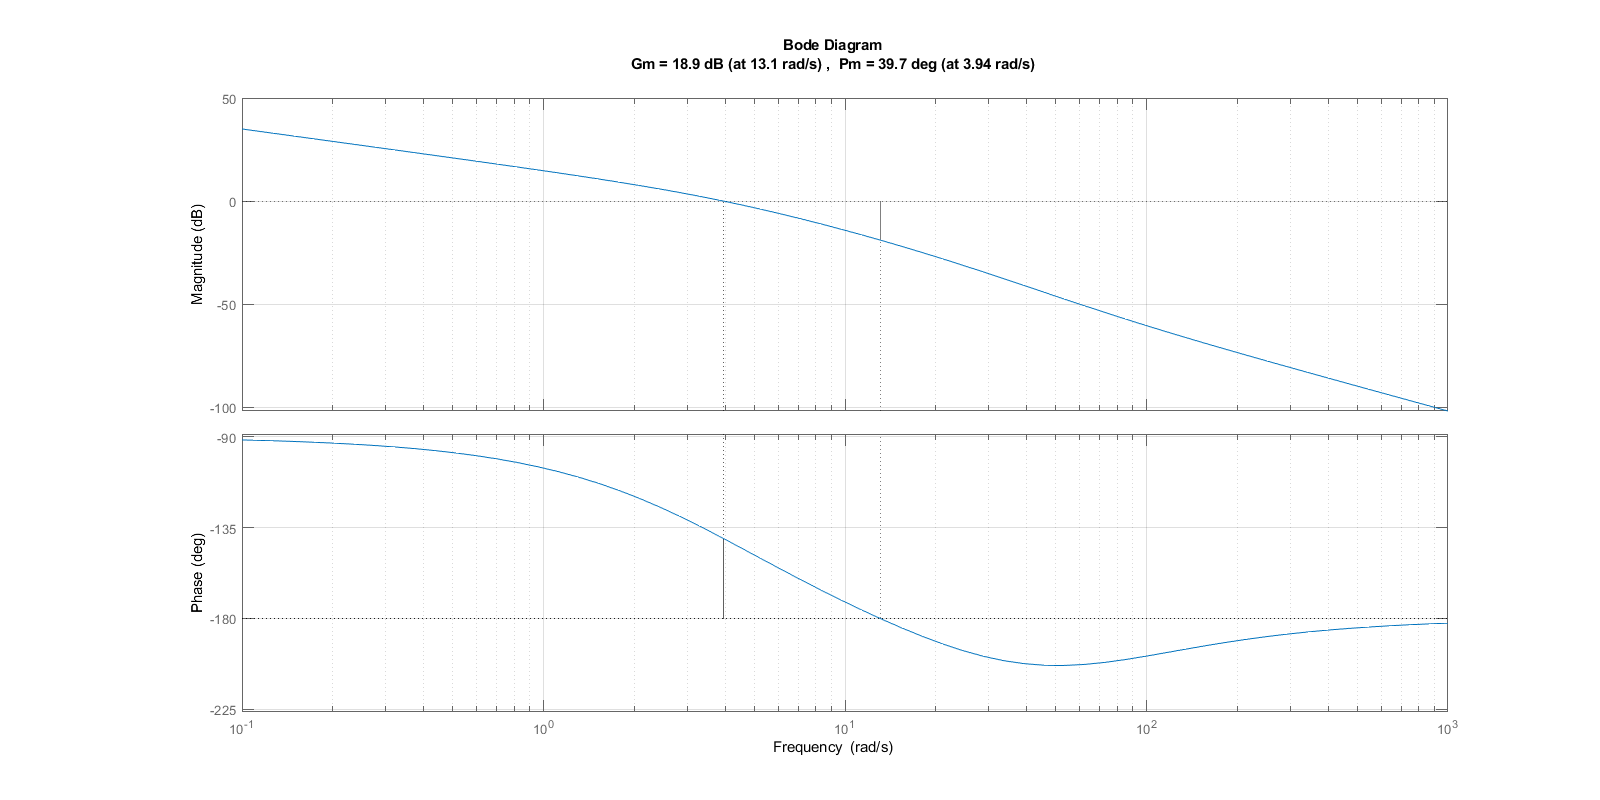 Bode Diagram
Gm = 18.9 dB (at 13.1 rad/s) ,  Pm = 39.7 deg (at 3.94 rad/s)
50
0
-50
-100
Magnitude (dB)
-90
-135
-180
-225
Phase (deg)
10^-1 10^0 10^1 10^2 10^3
Frequency  (rad/s)